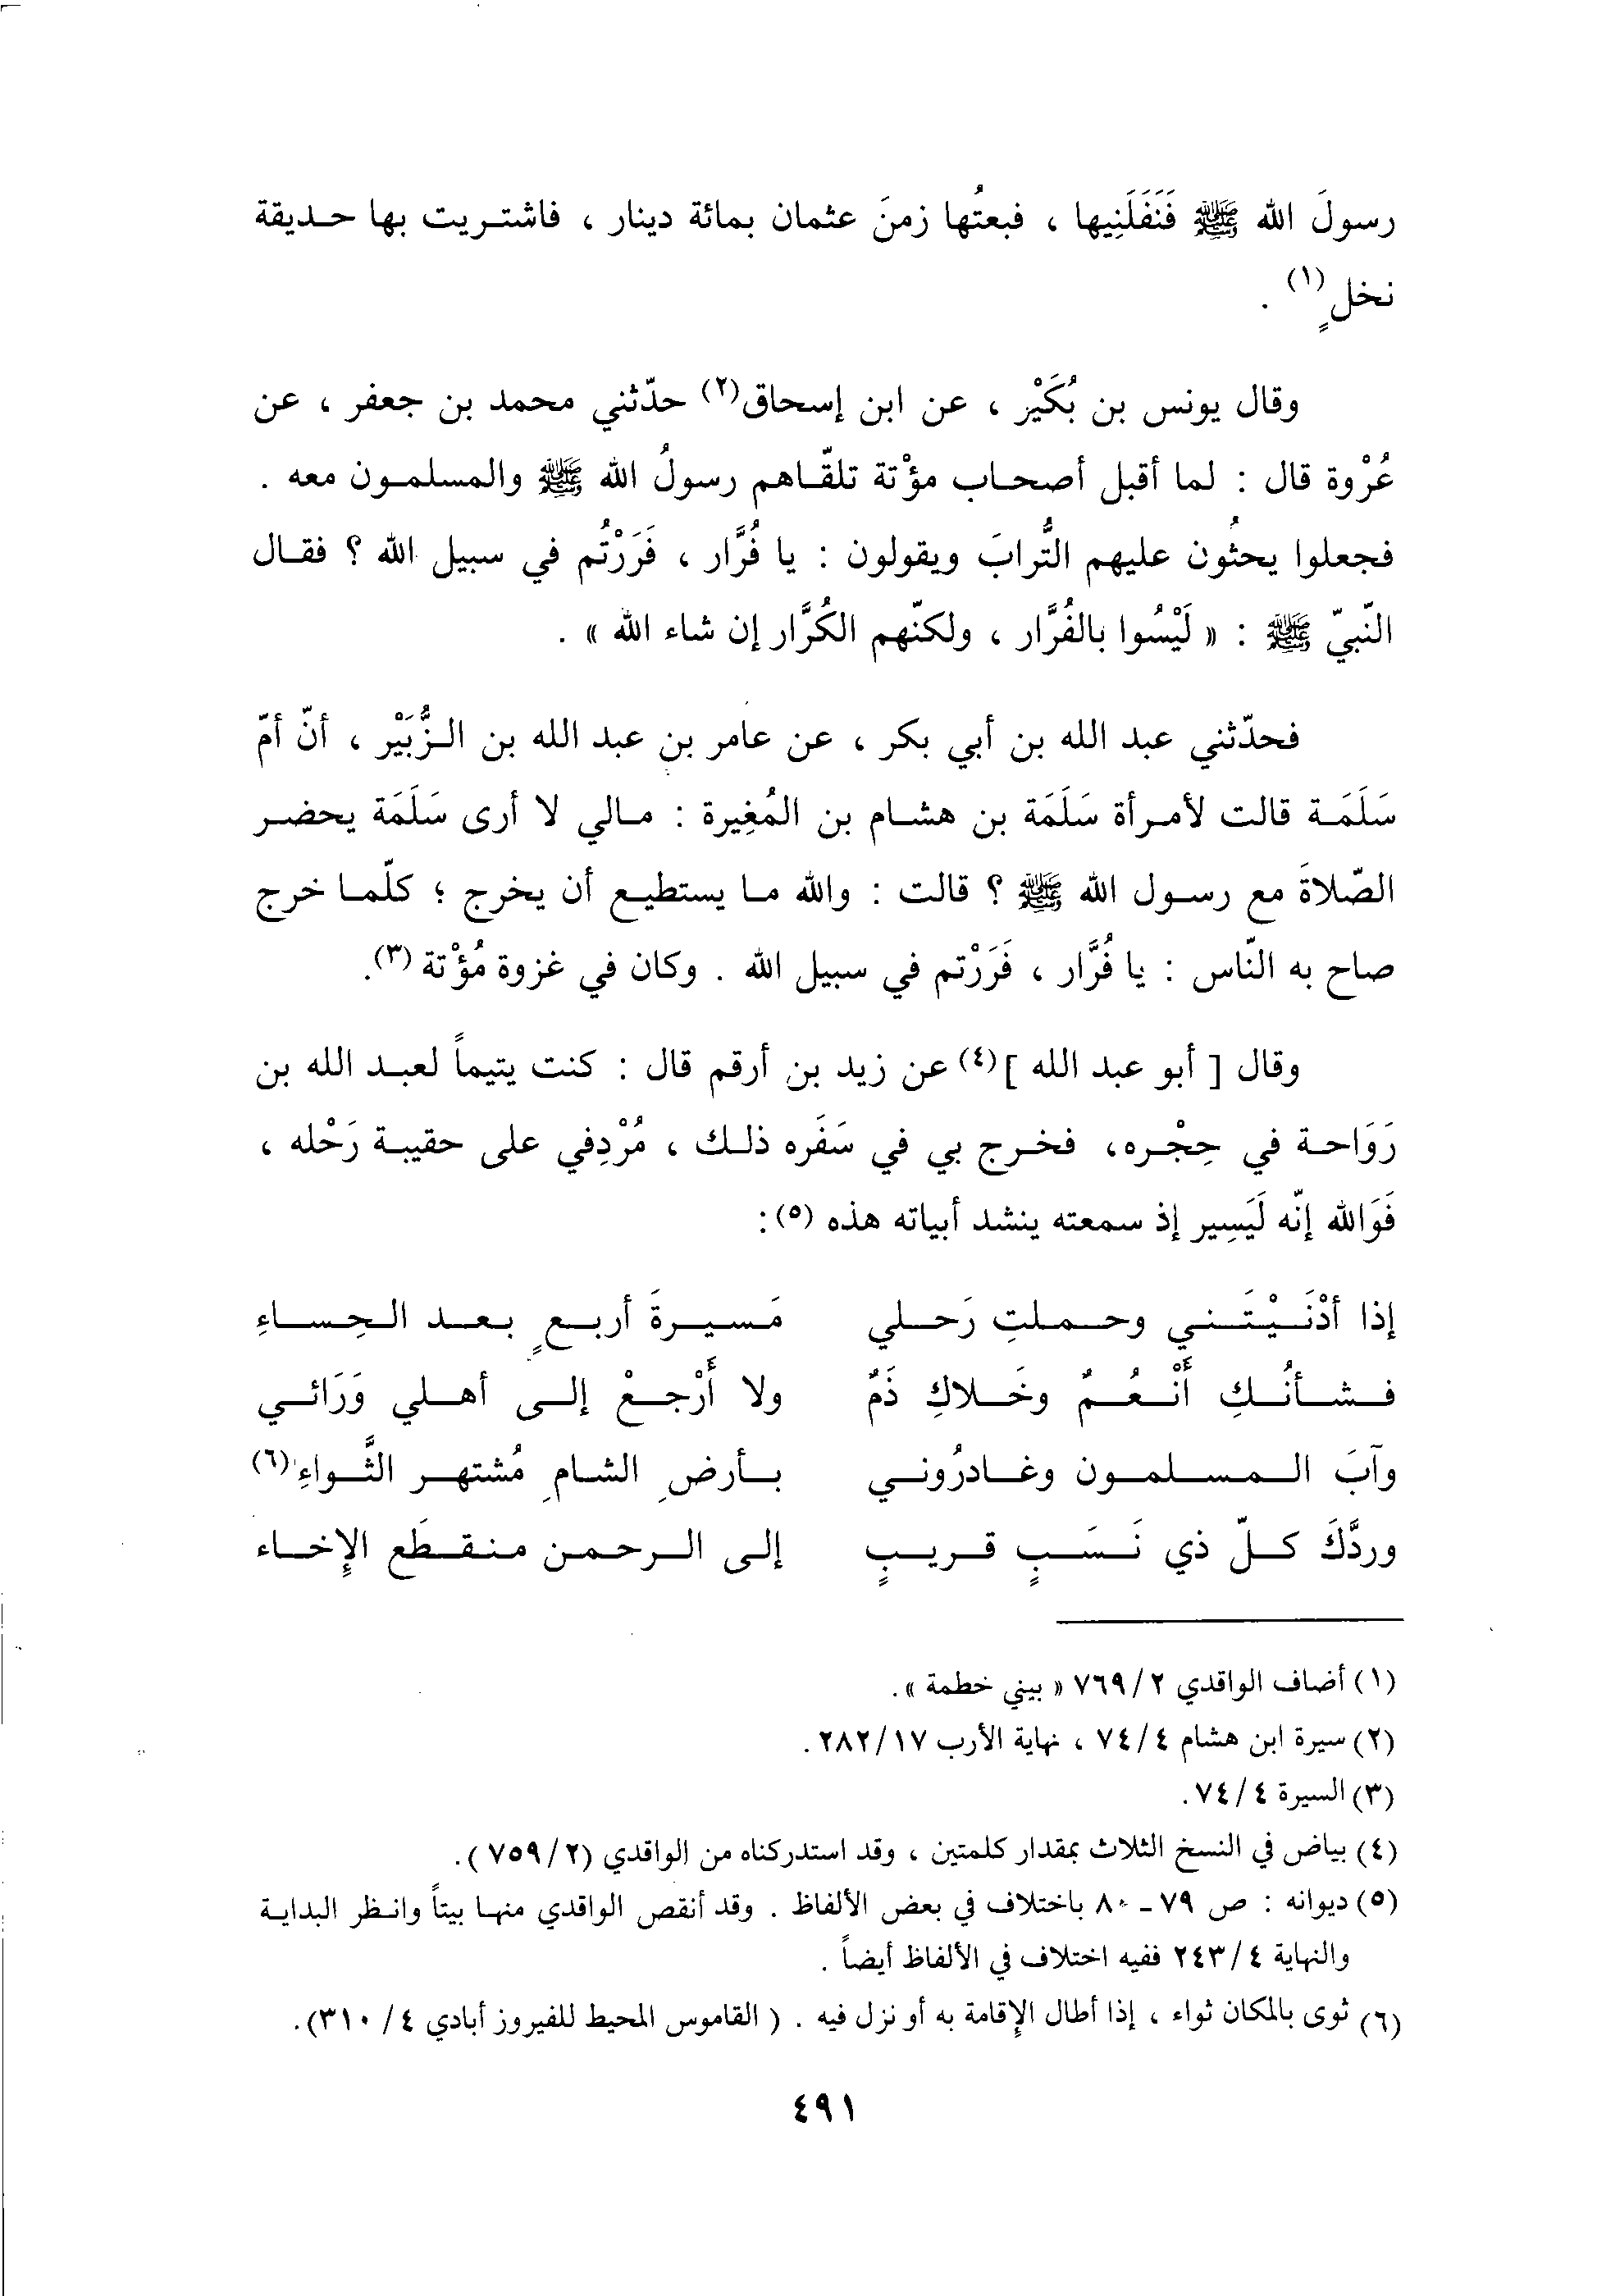 رسولَ الله ﷺ فَنَفَلَنِيها ، فبعتُها زمنَ عثمان بمائة دينار ، فاشتريت بها حديقة
نخلٍ(١) .
وقال يونس بن بُكَيْر ، عن ابن إسحاق(٢) حدّثني محمد بن جعفر ، عن
عُرْوة قال : لما أقبل أصحاب مؤْتة تلقّاهم رسولُ الله ﷺ والمسلمون معه .
فجعلوا يحثُون عليهم التُّرابَ ويقولون : يا فُرَّار ، فَرَرْتُم في سبيل الله ؟ فقال
النّبيّ ﷺ : « لَيْسُوا بالفُرَّار ، ولكنّهم الكُرَّار إن شاء الله » .
فحدّثني عبد الله بن أبي بكر ، عن عامر بن عبد الله بن الزُّبَيْر ، أنّ أمّ
سَلَمَة قالت لأمرأة سَلَمَة بن هشام بن المُغِيرة : مالي لا أرى سَلَمَة يحضر
الصّلاةَ مع رسول الله ﷺ ؟ قالت : والله ما يستطيع أن يخرج ؛ كلّما خرج
صاح به النّاس : يا فُرَّار ، فَرَرْتم في سبيل الله . وكان في غزوة مُؤْتة (٣).
وقال [ أبو عبد الله ](٤) عن زيد بن أرقم قال : كنت يتيماً لعبد الله بن
رَوَاحة في حِجْره، فخرج بي في سَفَره ذلك ، مُرْدِفي على حقيبة رَحْله ،
فَوَالله إنّه لَيَسِير إذ سمعته ينشد أبياته هذه (٥):
إذا أدْنَيْتَني وحملتِ رَحلي مَسيرةَ أربعٍ بعد الحِساءِ
فشأنُكِ أَنْعُمٌ وخَلاكِ ذَمٌ ولا أَرْجعْ إلى أهلي وَرَائي
وآبَ المسلمون وغادرُوني بأرضِ الشامِ مُشتهر الثَّواءِ(٦)
وردَّكَ كلّ ذي نَسَبٍ قريبٍ إلى الرحمن منقطَع الإخاء
(١) أضاف الواقدي ٧٦٩/٢ « ببني خطمة » .
(٢) سيرة ابن هشام ٧٤/٤ ، نهاية الأرب ٢٨٢/١٧ .
(٣) السيرة ٧٤/٤ .
(٤) بياض في النسخ الثلاث بمقدار كلمتين ، وقد استدركناه من الواقدي (٧٥٩/٢) .
(٥) ديوانه : ص ٧٩ - ٨٠ باختلاف في بعض الألفاظ . وقد أنقص الواقدي منها بيتاً وانظر البداية
والنهاية ٢٤٣/٤ ففيه اختلاف في الألفاظ أيضاً .
(٦) ثوى بالمكان ثواء ، إذا أطال الإقامة به أو نزل فيه . ( القاموس المحيط للفيروز أبادي ٣١٠/٤) .
٤٩١